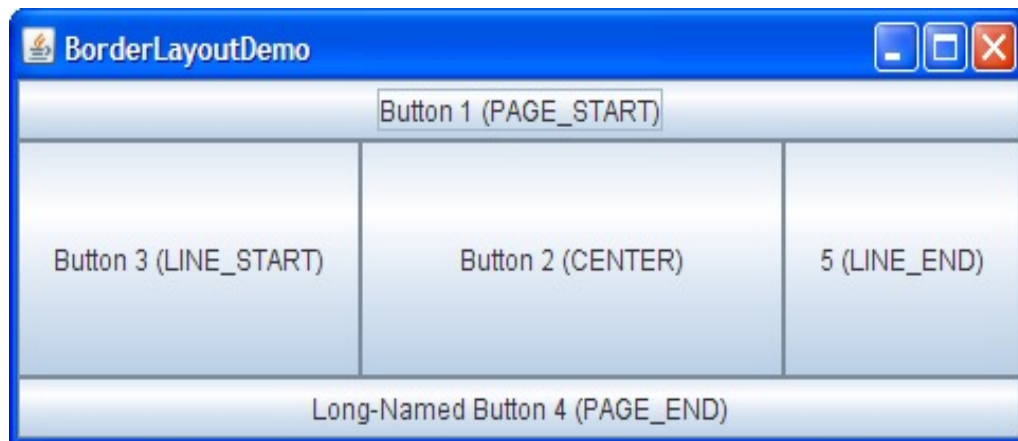 BorderLayoutDemo
Button 1 (PAGE_START)
Button 3 (LINE_START)
Button 2 (CENTER)
5 (LINE_END)
Long-Named Button 4 (PAGE_END)